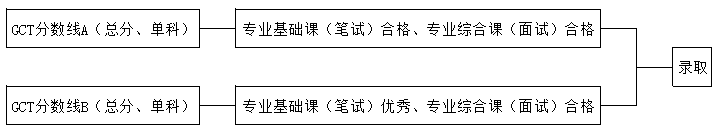 GCT分数线A（总分、单科）
专业基础课（笔试）合格、专业综合课（面试）合格
录取
GCT分数线B（总分、单科）
专业基础课（笔试）优秀、专业综合课（面试）合格